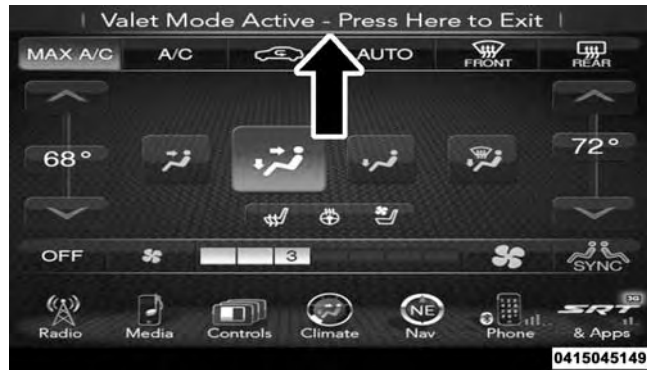 Valet Mode Active - Press Here to Exit
MAX A/C A/C AUTO FRONT REAR
68° 72°
OFF 3 SYNC
NE 3G SRT
Radio Media Controls Climate Nav Phone & Apps
0415045149